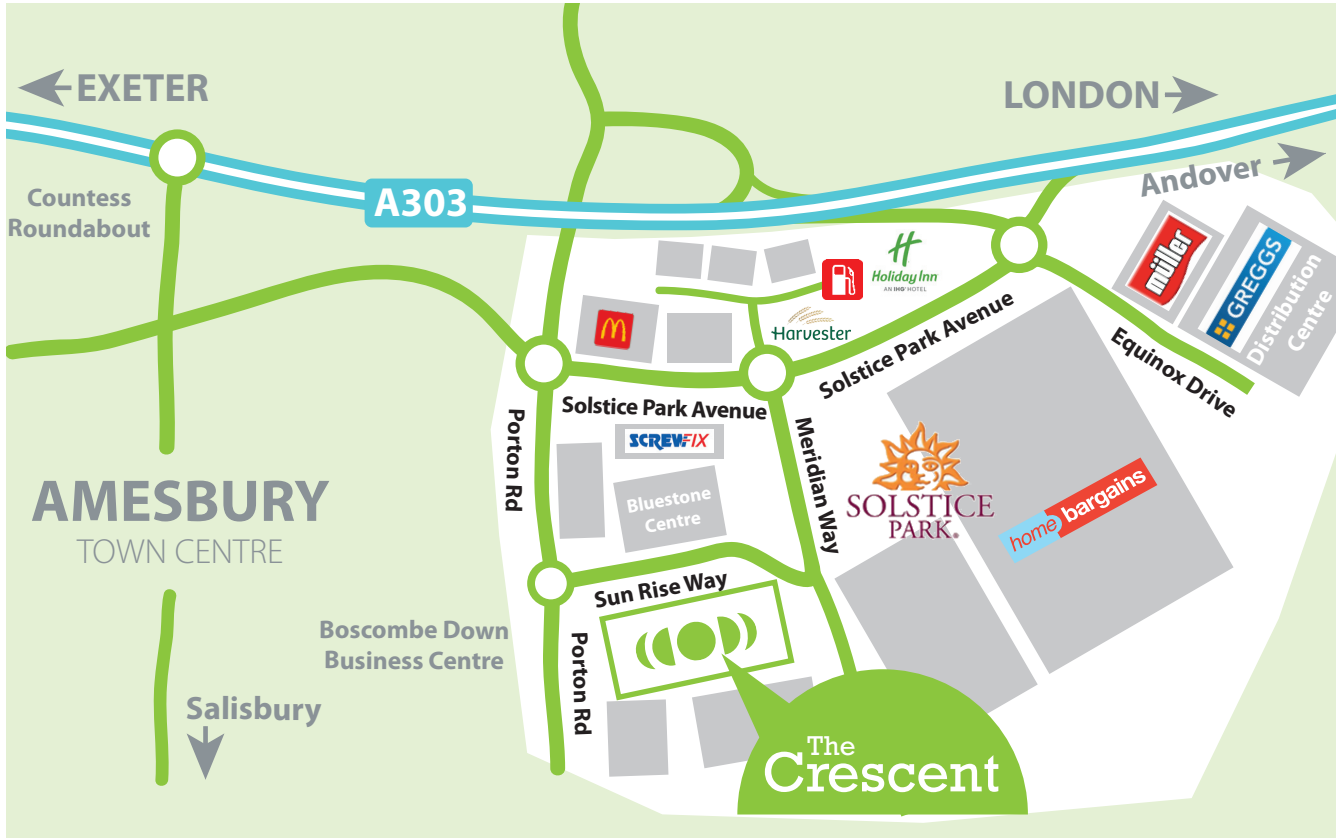 EXETER
LONDON
Andover
Countess
Roundabout
A303
müller
GREGGS
Distribution
Centre
Holiday Inn
AN IHG® HOTEL
Harvester
Solstice Park Avenue
Equinox Drive
Solstice Park Avenue
Porton Rd
SCREWFIX
Meridian Way
Bluestone
Centre
SOLSTICE
PARK®
home bargains
AMESBURY
TOWN CENTRE
Sun Rise Way
Boscombe Down
Business Centre
Porton Rd
Salisbury
The
Crescent